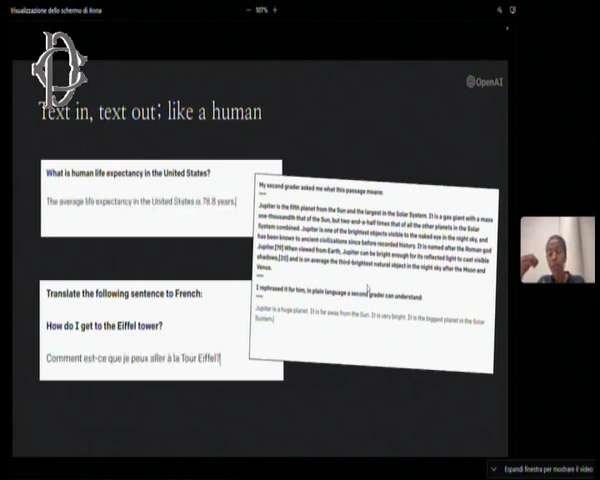 Visualizzazione dello schermo di Anna
107%
OpenAI
Text in, text out; like a human
What is human life expectancy in the United States?
The average life expectancy in the United States is 78.8 years.
My second grader asked me what this passage means:
Jupiter is the fifth planet from the Sun and the largest in the Solar System. It is a gas giant with a mass
one-thousandth that of the Sun, but two-and-a-half times that of all the other planets in the Solar
System combined. Jupiter is one of the brightest objects visible to the naked eye in the night sky, and
has been known to ancient civilizations since before recorded history. It is named after the Roman god
Jupiter.[19] When viewed from Earth, Jupiter can be bright enough for its reflected light to cast visible
shadows,[20] and is on average the third-brightest natural object in the night sky after the Moon and
Venus.
I rephrased it for him, in plain language a second grader can understand:
Jupiter is a huge planet. It is far away from the Sun. It is very bright. It is the biggest planet in the Solar
System.
Translate the following sentence to French:
How do I get to the Eiffel tower?
Comment est-ce que je peux aller à la Tour Eiffel?
Espandi finestra per mostrare il video